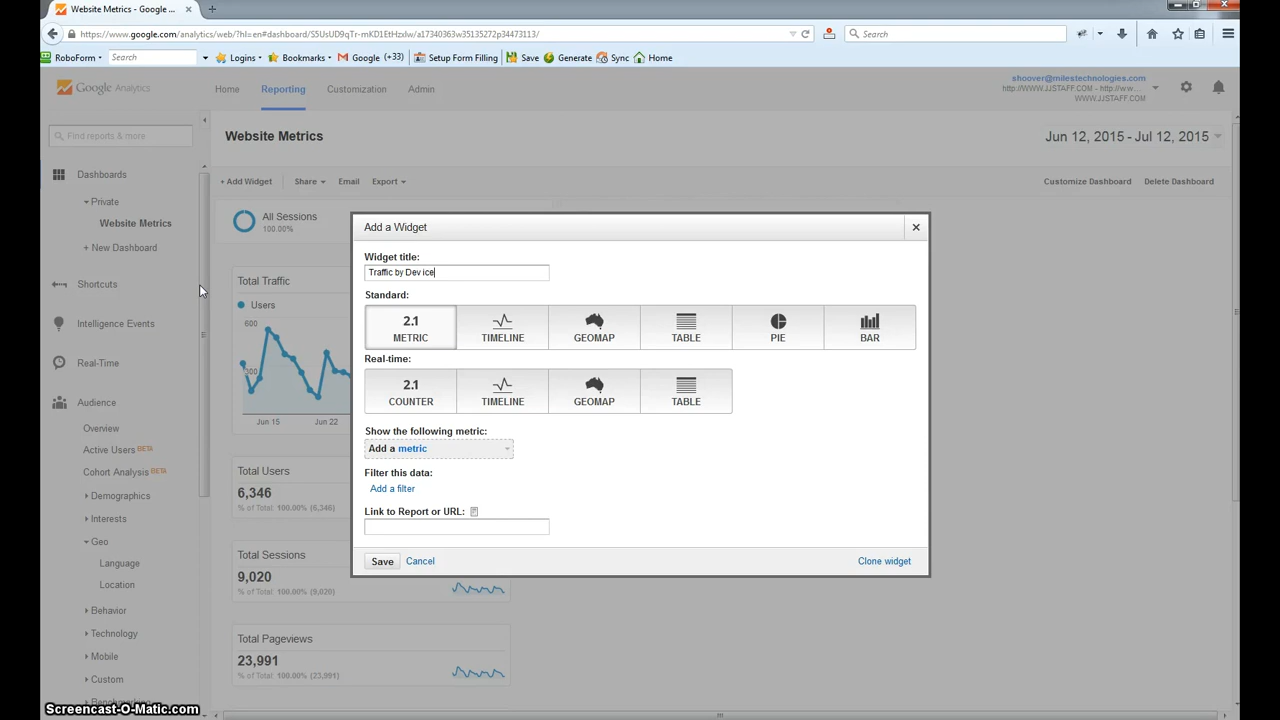 Website Metrics - Google ...
https://www.google.com/analytics/web/?hl=en#dashboard/S5UsUD9qTr-mKD1EtHzxlw/a17340363w35135272p34473113/
Search
RoboForm
Search
Logins
Bookmarks
Google (+33)
Setup Form Filling
Save
Generate
Sync
Home
Google Analytics
Home
Reporting
Customization
Admin
shoover@milestechnologies.com
http://WWW.JJSTAFF.COM - http://w...
WWW.JJSTAFF.COM
Find reports & more
Website Metrics
Jun 12, 2015 - Jul 12, 2015
Dashboards
Private
Website Metrics
+ New Dashboard
Shortcuts
Intelligence Events
Real-Time
Audience
Overview
Active Users BETA
Cohort Analysis BETA
Demographics
Interests
Geo
Language
Location
Behavior
Technology
Mobile
Custom
+ Add Widget
Share
Email
Export
Customize Dashboard
Delete Dashboard
All Sessions
100.00%
Total Traffic
Users
600
300
Jun 15
Jun 22
Total Users
6,346
% of Total: 100.00% (6,346)
Total Sessions
9,020
% of Total: 100.00% (9,020)
Total Pageviews
23,991
% of Total: 100.00% (23,991)
Add a Widget
Widget title:
Traffic by Dev ice
Standard:
2.1
METRIC
TIMELINE
GEOMAP
TABLE
PIE
BAR
Real-time:
2.1
COUNTER
TIMELINE
GEOMAP
TABLE
Show the following metric:
Add a metric
Filter this data:
Add a filter
Link to Report or URL:
Save
Cancel
Clone widget
Screencast-O-Matic.com